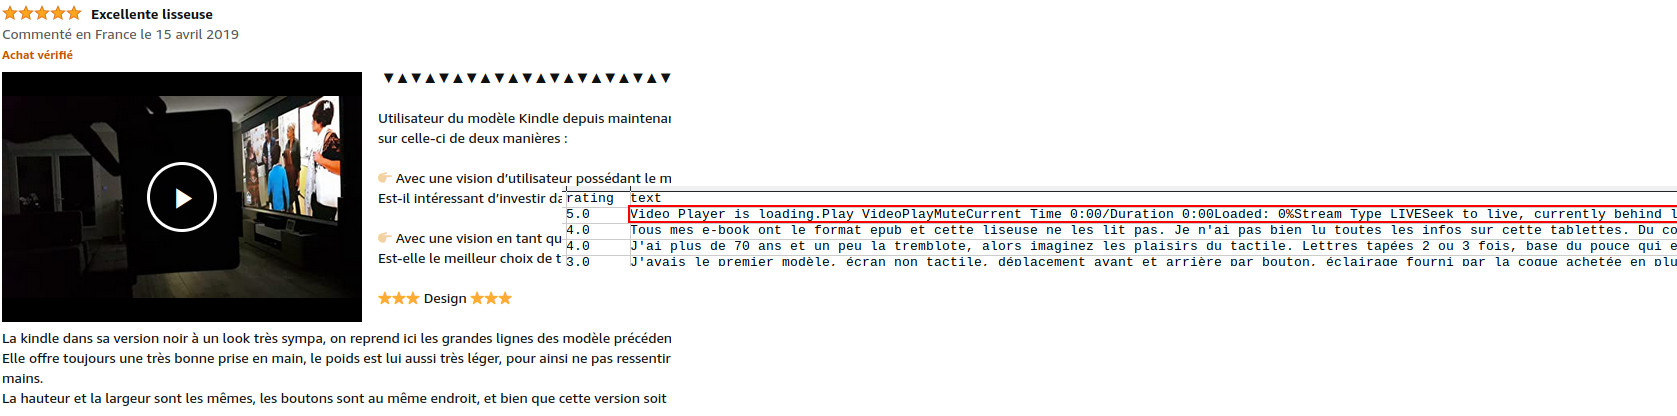 Excellente lisseuse
Commenté en France le 15 avril 2019
Achat vérifié
▼▲▼▲▼▲▼▲▼▲▼▲▼▲▼▲▼▲▼▲▼
Utilisateur du modèle Kindle depuis
sur celle-ci de deux manières :
👉 Avec une vision d’utilisateur possédant le m
Est-il intéressant d’investir
👉 Avec une vision en tant
Est-elle le meilleur choix de
⭐⭐⭐ Design ⭐⭐⭐
La kindle dans sa version noir à un look très sympa, on reprend ici les grandes lignes des modèle précéden
Elle offre toujours une très bonne prise en main, le poids est lui aussi très léger, pour ainsi ne pas ressentir
mains.
La hauteur et la largeur sont les mêmes, les boutons sont au même endroit, et bien que cette version soit
rating text
5.0 Video Player is loading.Play VideoPlayMuteCurrent Time 0:00/Duration 0:00Loaded: 0%Stream Type LIVESeek to live, currently behind l
4.0 Tous mes e-book ont le format epub et cette liseuse ne les lit pas. Je n'ai pas bien lu toutes les infos sur cette tablettes. Du co
4.0 J'ai plus de 70 ans et un peu la tremblote, alors imaginez les plaisirs du tactile. Lettres tapées 2 ou 3 fois, base du pouce qui e
3.0 J'avais le premier modèle, écran non tactile, déplacement avant et arrière par bouton, éclairage fourni par la coque achetée en plu